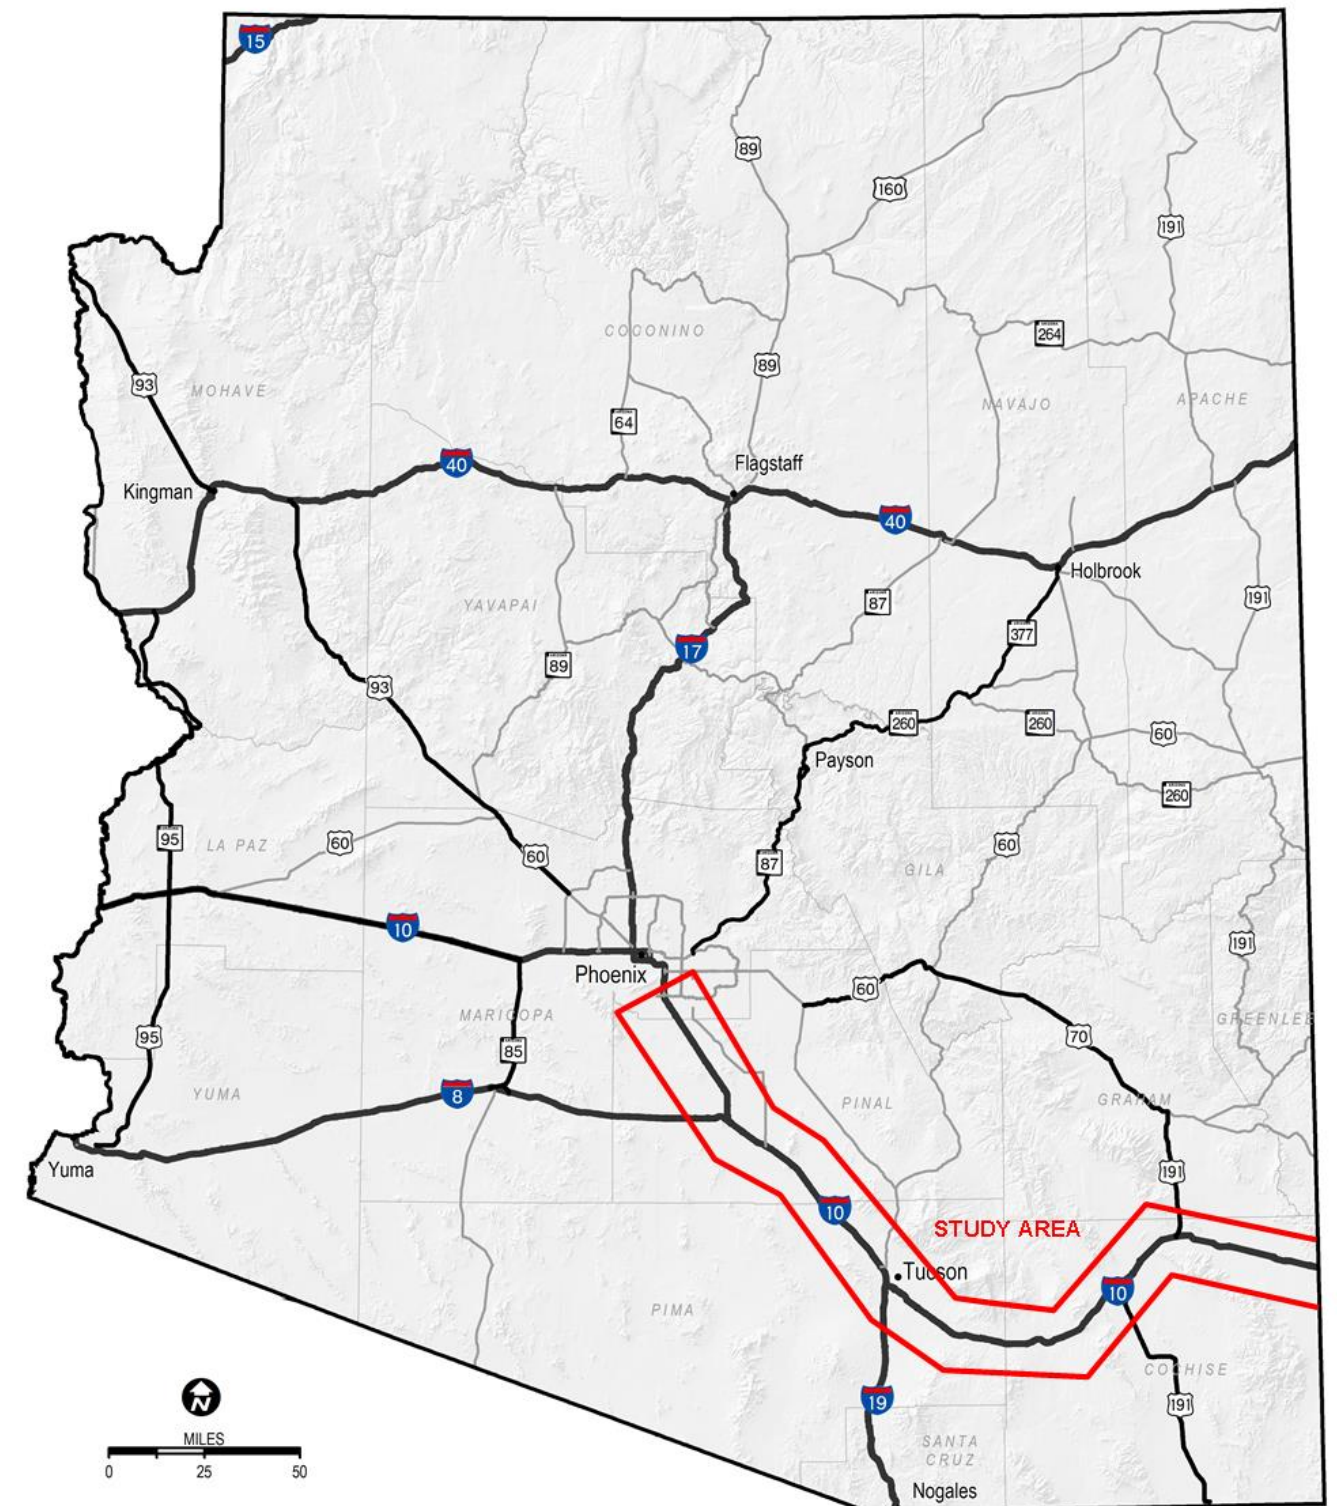 15
89
160
191
COCONINO
264
89
93
MOHAVE
NAVAJO
APACHE
64
Flagstaff
40
Kingman
40
Holbrook
87
191
YAVAPAI
377
17
89
93
260
260
60
Payson
260
95
60
LA PAZ
60
87
60
GILA
10
191
Phoenix
60
MARICOPA
GREENLEE
95
85
70
8
YUMA
PINAL
GRAHAM
Yuma
191
10
STUDY AREA
Tucson
10
PIMA
COCHISE
19
191
N
MILES
0 25 50
SANTA
CRUZ
Nogales